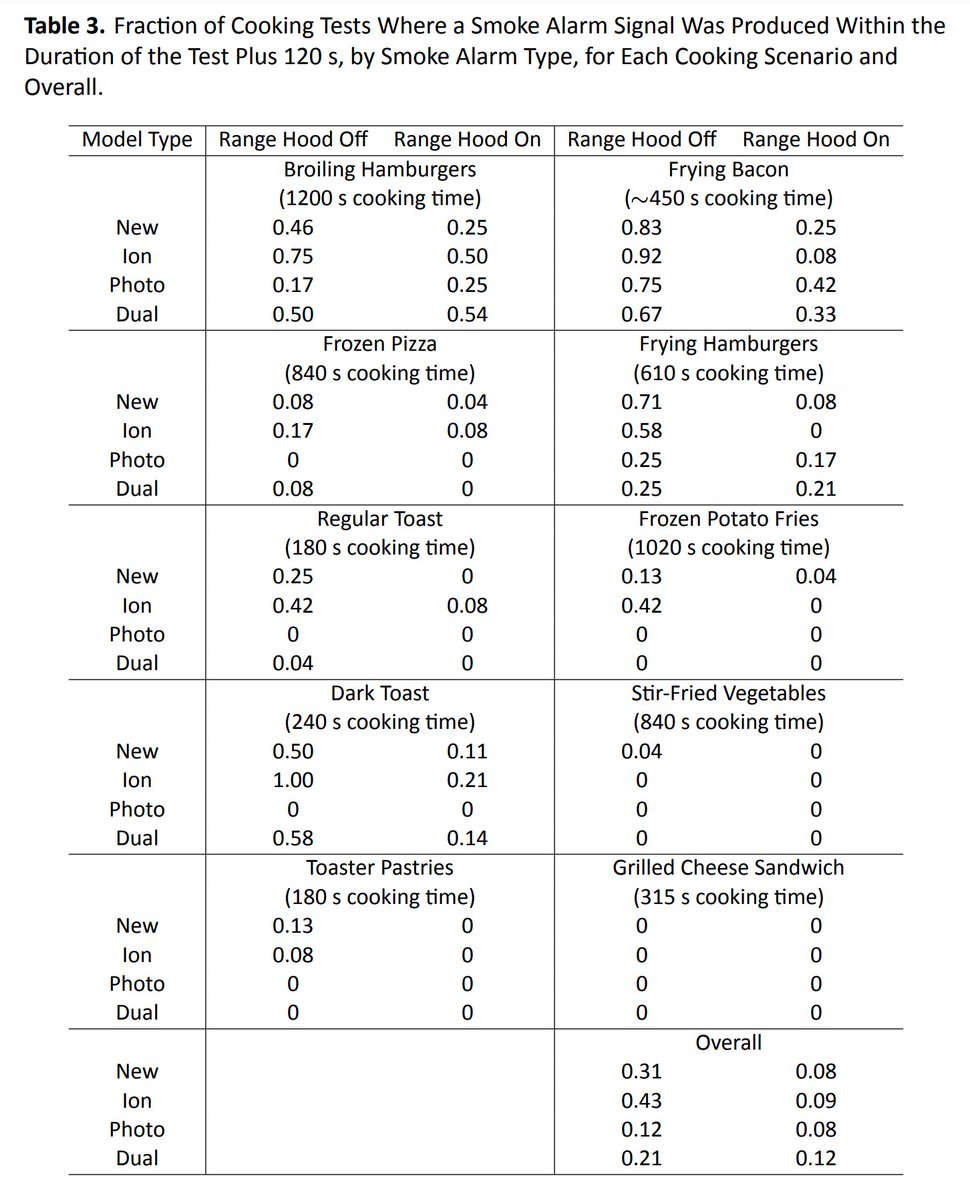 Table 3. Fraction of Cooking Tests Where a Smoke Alarm Signal Was Produced Within the
Duration of the Test Plus 120 s, by Smoke Alarm Type, for Each Cooking Scenario and
Overall.
Model Type Range Hood Off Range Hood On Range Hood Off Range Hood On
Broiling Hamburgers Frying Bacon
(1200 s cooking time) (~450 s cooking time)
New 0.46 0.25 0.83 0.25
Ion 0.75 0.50 0.92 0.08
Photo 0.17 0.25 0.75 0.42
Dual 0.50 0.54 0.67 0.33
Frozen Pizza Frying Hamburgers
(840 s cooking time) (610 s cooking time)
New 0.08 0.04 0.71 0.08
Ion 0.17 0.08 0.58 0
Photo 0 0 0.25 0.17
Dual 0.08 0 0.25 0.21
Regular Toast Frozen Potato Fries
(180 s cooking time) (1020 s cooking time)
New 0.25 0 0.13 0.04
Ion 0.42 0.08 0.42 0
Photo 0 0 0 0
Dual 0.04 0 0 0
Dark Toast Stir-Fried Vegetables
(240 s cooking time) (840 s cooking time)
New 0.50 0.11 0.04 0
Ion 1.00 0.21 0 0
Photo 0 0 0 0
Dual 0.58 0.14 0 0
Toaster Pastries Grilled Cheese Sandwich
(180 s cooking time) (315 s cooking time)
New 0.13 0 0 0
Ion 0.08 0 0 0
Photo 0 0 0 0
Dual 0 0 0 0
Overall
New 0.31 0.08
Ion 0.43 0.09
Photo 0.12 0.08
Dual 0.21 0.12